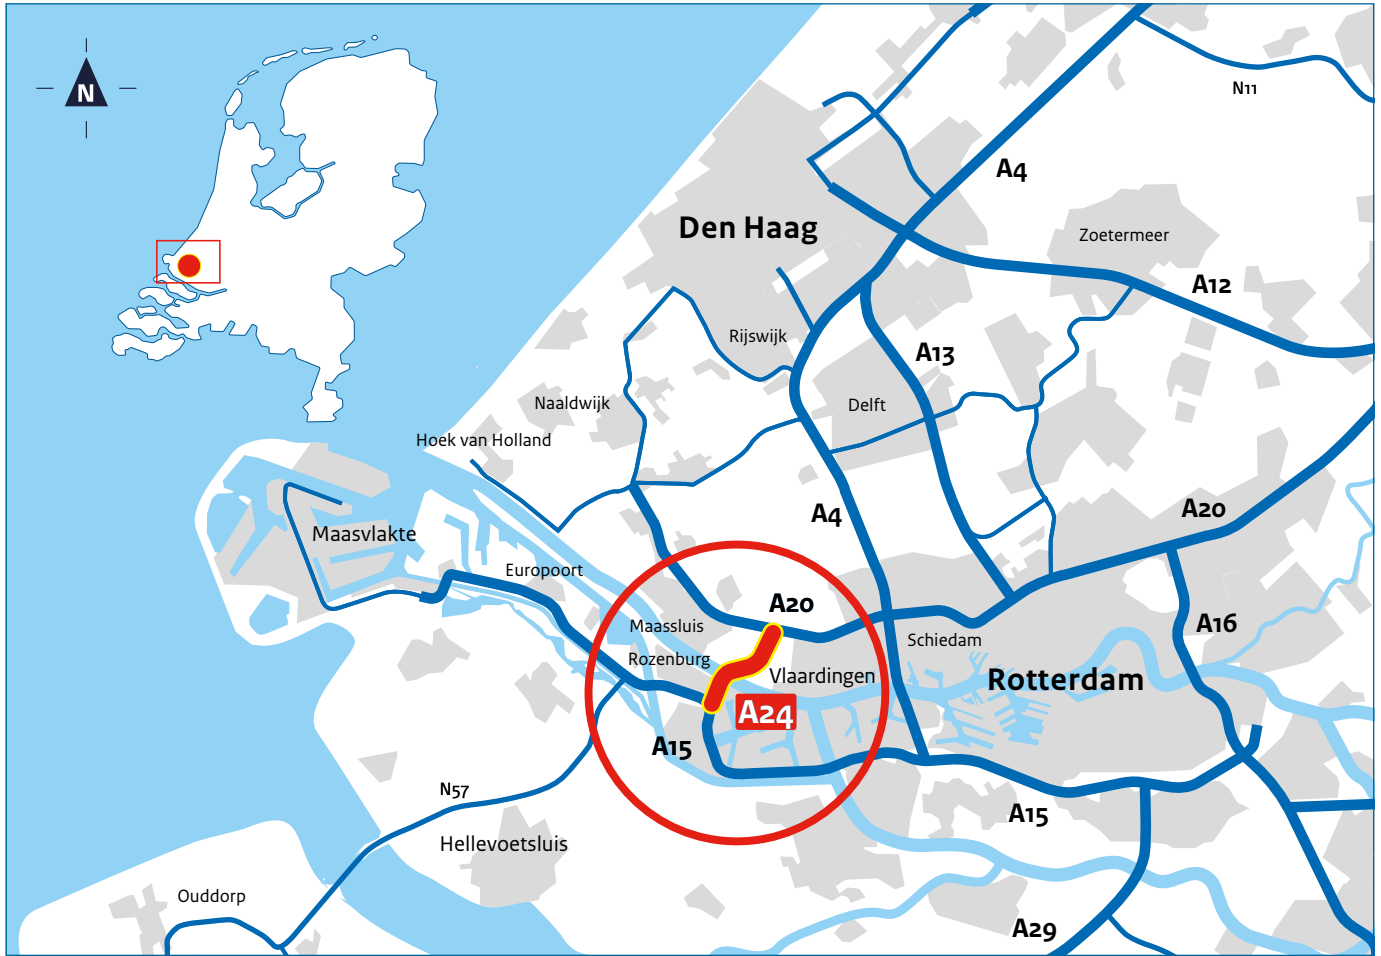 N
N11
A4
Den Haag
Zoetermeer
A12
Rijswijk
A13
Naaldwijk
Delft
Hoek van Holland
A4
A20
Maasvlakte
Europoort
A20
Maassluis
A16
Schiedam
Rozenburg
Vlaardingen
Rotterdam
A24
A15
N57
A15
Hellevoetsluis
Ouddorp
A29